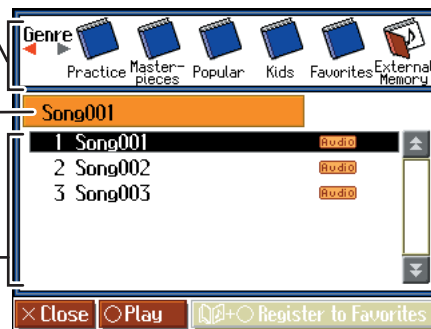 Genre
Practice Master-pieces Popular Kids Favorites External Memory
Song001
1 Song001 Audio
2 Song002 Audio
3 Song003 Audio
×Close ○Play +○ Register to Favorites